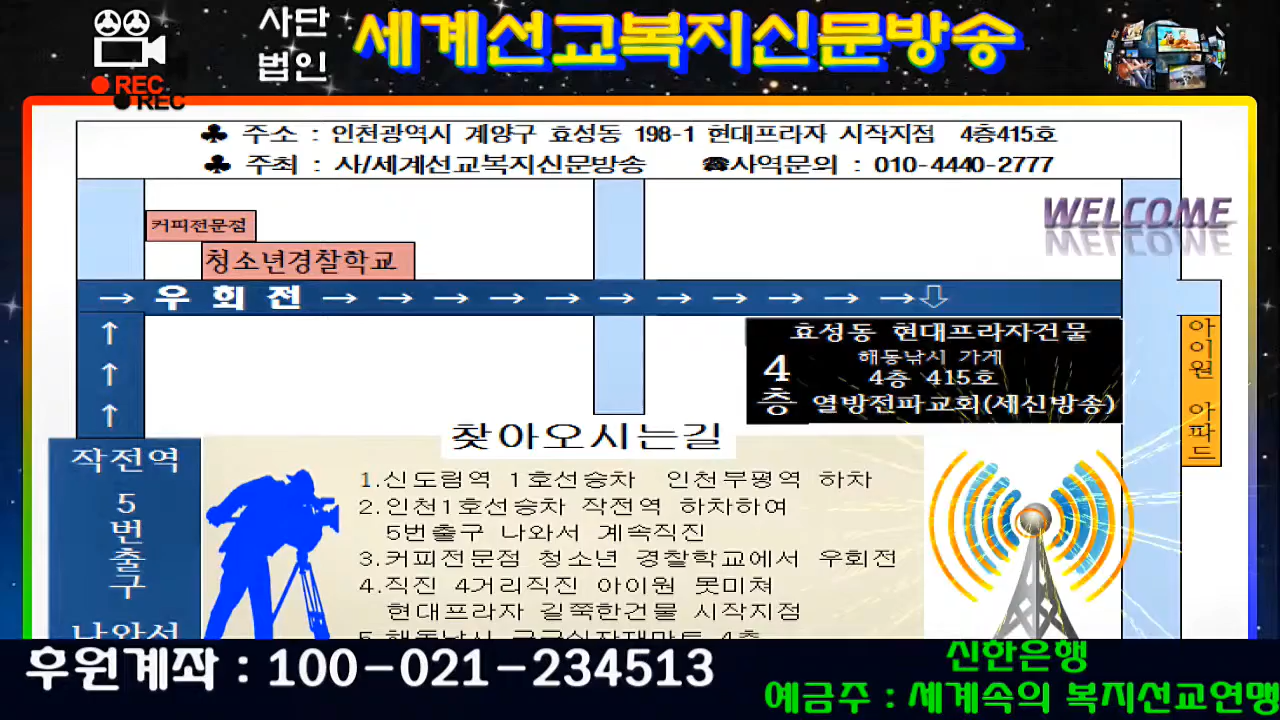 사단
법인
세계선교복지신문방송
REC
REC
♣ 주소 : 인천광역시 계양구 효성동 198-1 현대프라자 시작지점 4층415호
♣ 주최 : 사/세계선교복지신문방송 ☎사역문의 : 010-4440-2777
WELCOME
커피전문점
청소년경찰학교
→ 우 회 전 → → → → → → → → → → → ⇩
↑
↑
↑
효성동 현대프라자건물
해동낚시 가게
4층
4층 415호
열방전파교회(세신방송)
아이원 아파드
찾아오시는길
작전역
5번출구
나와서
1.신도림역 1호선승차 인천부평역 하차
2.인천1호선승차 작전역 하차하여
5번출구 나와서 계속직진
3.커피전문점 청소년 경찰학교에서 우회전
4.직진 4거리직진 아이원 못미쳐
현대프라자 길쭉한건물 시작지점
5.해동낚시 4층
후원계좌 : 100-021-234513
신한은행
예금주 : 세계속의 복지선교연맹